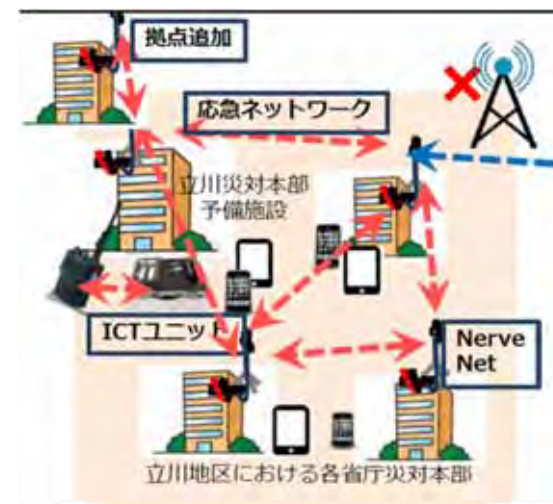 拠点追加
応急ネットワーク
立川災対本部
予備施設
ICTユニット
Nerve
Net
立川地区における各省庁災対本部